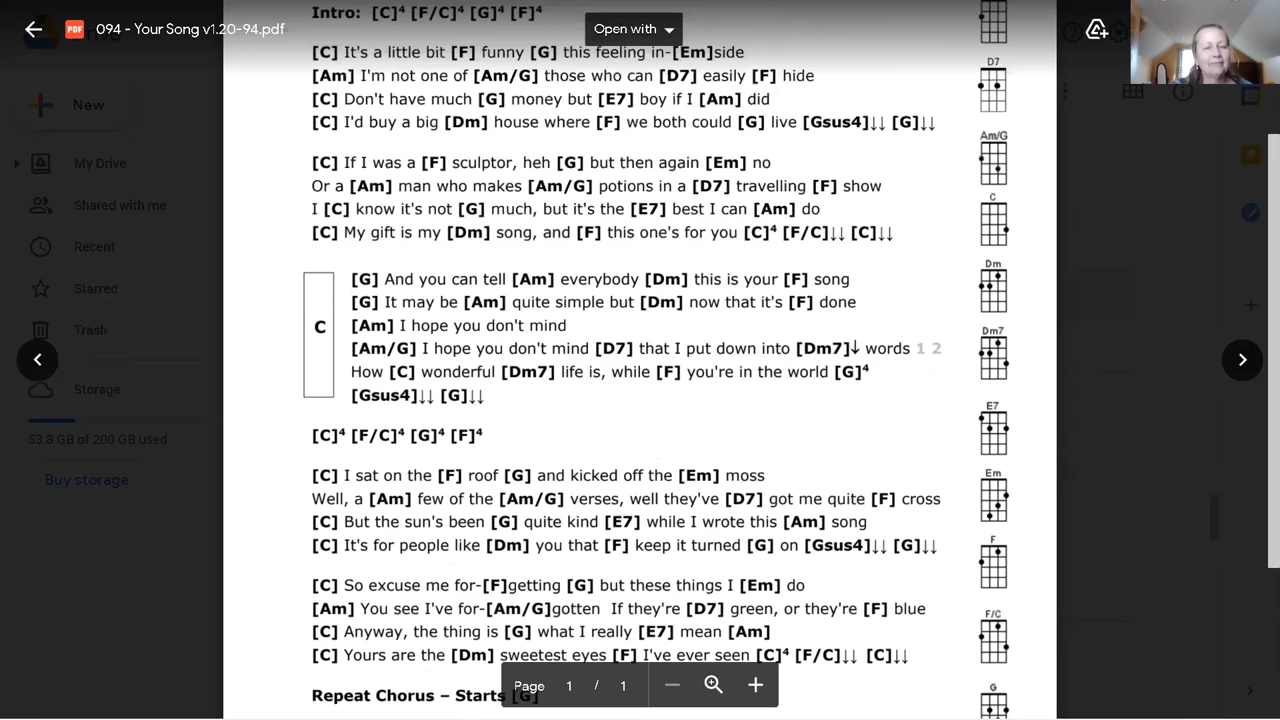 Intro: [C]⁴ [F/C]⁴ [G]⁴ [F]⁴
PDF 094 - Your Song v1.20-94.pdf
Open with
[C] It's a little bit [F] funny [G] this feeling in-[Em]side
[Am] I'm not one of [Am/G] those who can [D7] easily [F] hide
[C] Don't have much [G] money but [E7] boy if I [Am] did
[C] I'd buy a big [Dm] house where [F] we both could [G] live [Gsus4]↓↓ [G]↓↓
[C] If I was a [F] sculptor, heh [G] but then again [Em] no
Or a [Am] man who makes [Am/G] potions in a [D7] travelling [F] show
I [C] know it's not [G] much, but it's the [E7] best I can [Am] do
[C] My gift is my [Dm] song, and [F] this one's for you [C]⁴ [F/C]↓↓ [C]↓↓
C
[G] And you can tell [Am] everybody [Dm] this is your [F] song
[G] It may be [Am] quite simple but [Dm] now that it's [F] done
[Am] I hope you don't mind
[Am/G] I hope you don't mind [D7] that I put down into [Dm7]↓ words 1 2
How [C] wonderful [Dm7] life is, while [F] you're in the world [G]⁴
[Gsus4]↓↓ [G]↓↓
[C]⁴ [F/C]⁴ [G]⁴ [F]⁴
[C] I sat on the [F] roof [G] and kicked off the [Em] moss
Well, a [Am] few of the [Am/G] verses, well they've [D7] got me quite [F] cross
[C] But the sun's been [G] quite kind [E7] while I wrote this [Am] song
[C] It's for people like [Dm] you that [F] keep it turned [G] on [Gsus4]↓↓ [G]↓↓
[C] So excuse me for-[F]getting [G] but these things I [Em] do
[Am] You see I've for-[Am/G]gotten If they're [D7] green, or they're [F] blue
[C] Anyway, the thing is [G] what I really [E7] mean [Am]
[C] Yours are the [Dm] sweetest eyes [F] I've ever seen [C]⁴ [F/C]↓↓ [C]↓↓
Repeat Chorus – Starts [G]
Page 1 / 1
New
My Drive
Shared with me
Recent
Starred
Trash
Storage
53.8 GB of 200 GB used
Buy storage
D7
Am/G
C
Dm
Dm7
E7
Em
F
F/C
G